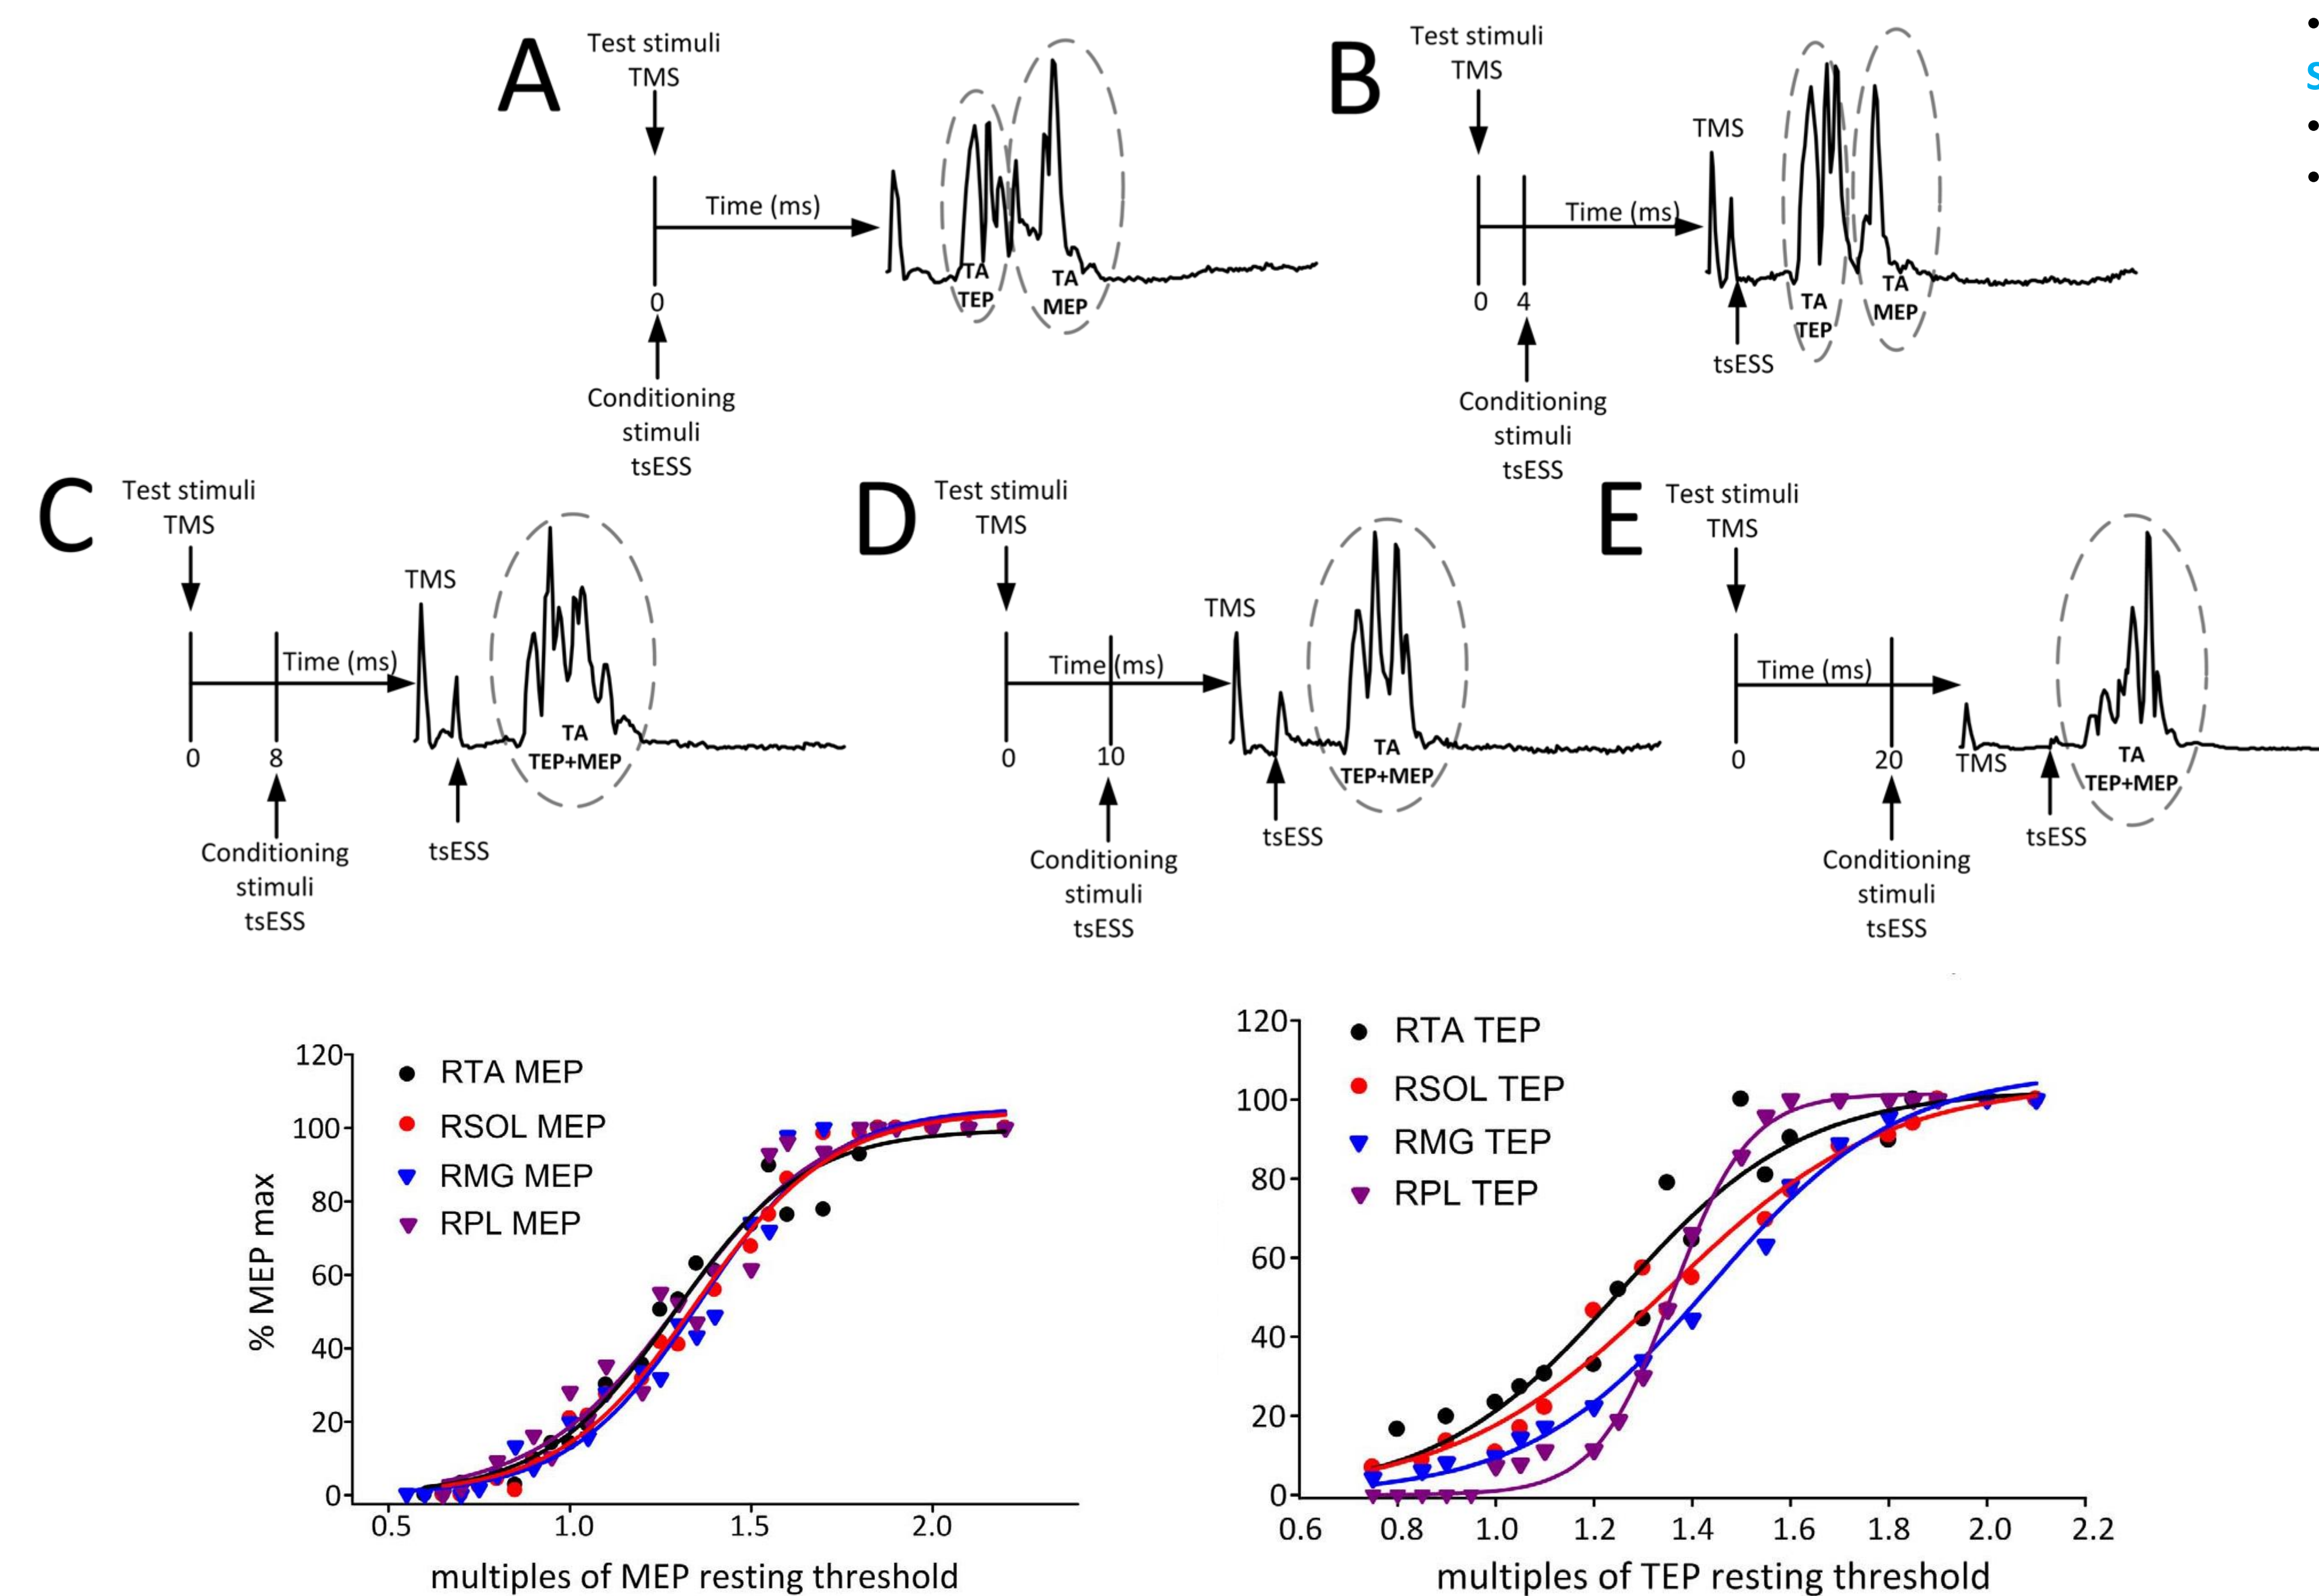 A
Test stimuli
TMS
Time (ms)
0
Conditioning
stimuli
tsESS
TA
TEP
TA
MEP
B
Test stimuli
TMS
Time (ms)
0 4
Conditioning
stimuli
tsESS
TMS
tsESS
TA
TEP
TA
MEP
•
s
•
•
C
Test stimuli
TMS
Time (ms)
0 8
Conditioning
stimuli
tsESS
TMS
tsESS
TA
TEP+MEP
D
Test stimuli
TMS
Time (ms)
0 10
Conditioning
stimuli
tsESS
TMS
tsESS
TA
TEP+MEP
E
Test stimuli
TMS
Time (ms)
0 20
Conditioning
stimuli
tsESS
TMS
tsESS
TA
TEP+MEP
% MEP max
120
100
80
60
40
20
0
RTA MEP
RSOL MEP
RMG MEP
RPL MEP
0.5 1.0 1.5 2.0
multiples of MEP resting threshold
120
100
80
60
40
20
0
RTA TEP
RSOL TEP
RMG TEP
RPL TEP
0.6 0.8 1.0 1.2 1.4 1.6 1.8 2.0 2.2
multiples of TEP resting threshold